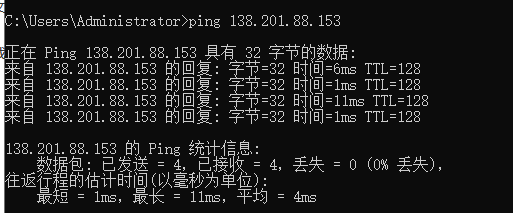 C:\Users\Administrator>ping 138.201.88.153
正在 Ping 138.201.88.153 具有 32 字节的数据:
来自 138.201.88.153 的回复: 字节=32 时间=6ms TTL=128
来自 138.201.88.153 的回复: 字节=32 时间=1ms TTL=128
来自 138.201.88.153 的回复: 字节=32 时间=11ms TTL=128
来自 138.201.88.153 的回复: 字节=32 时间=1ms TTL=128
138.201.88.153 的 Ping 统计信息:
数据包: 已发送 = 4，已接收 = 4，丢失 = 0 (0% 丢失)，
往返行程的估计时间(以毫秒为单位):
最短 = 1ms，最长 = 11ms，平均 = 4ms